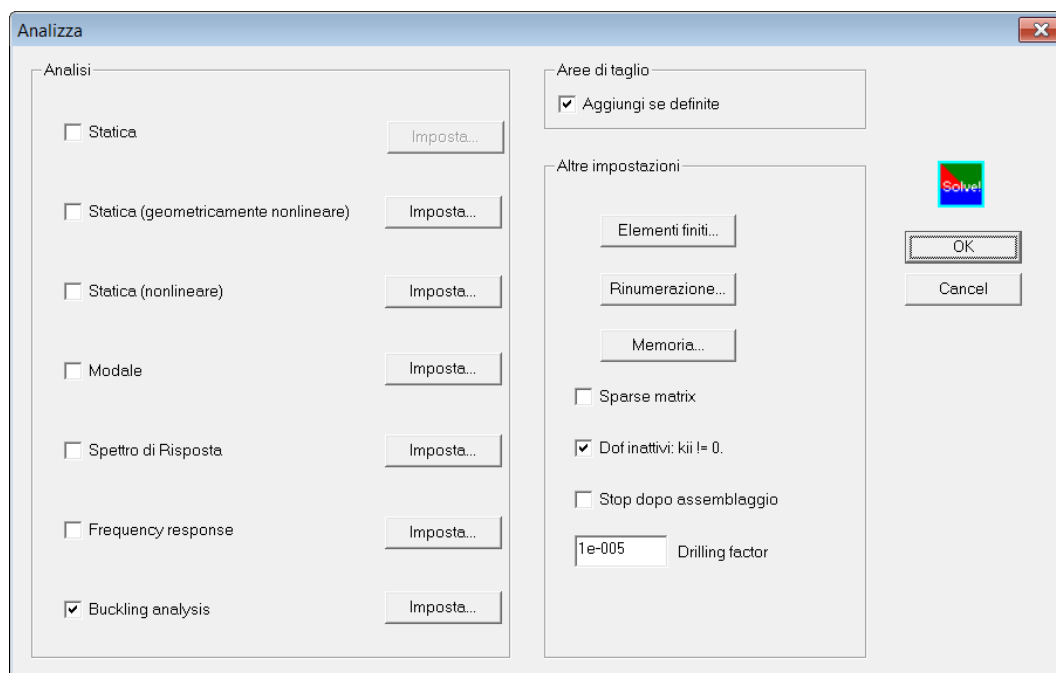 Analizza
Analisi
Statica
Imposta...
Statica (geometricamente nonlineare)
Imposta...
Statica (nonlineare)
Imposta...
Modale
Imposta...
Spettro di Risposta
Imposta...
Frequency response
Imposta...
Buckling analysis
Imposta...
Aree di taglio
Aggiungi se definite
Altre impostazioni
Elementi finiti...
Rinumerazione...
Memoria...
Sparse matrix
Dof inattivi: kii != 0.
Stop dopo assemblaggio
1e-005 Drilling factor
Solve!
OK
Cancel